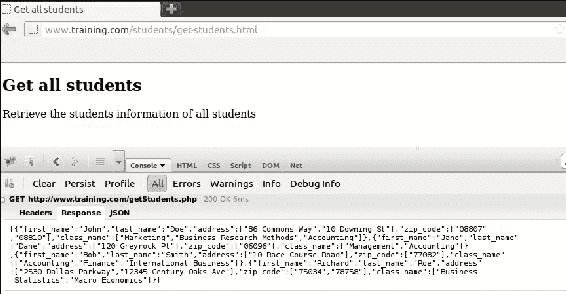 Get all students
www.training.com/students/get-students.html
Get all students
Retrieve the students information of all students
Console HTML CSS Script DOM Net
Clear Persist Profile All Errors Warnings Info Debug Info
GET http://www.training.com/getStudents.php 200 OK 6ms
Headers Response JSON
[{"first_name":"John","last_name":"Doe","address":["96 Commons Way","10 Downing St"],"zip_code":["08807"
,"08810"],"class_name":["Marketing","Business Research Methods","Accounting"]},{"first_name":"Jane","last_name"
:"Dane","address":["120 Greyrock Pl"],"zip_code":["06096"],"class_name":["Management","Accounting"]}
,{"first_name":"Bob","last_name":"Smith","address":["10 Dace Course Road"],"zip_code":["77082"],"class_name"
:["Accounting","Finance","International Business"]},{"first_name":"Richard","last_name":"Roe","address"
:["2530 Dallas Parkway","12345 Century Oaks Ave"],"zip_code":["75034","78758"],"class_name":["Business
Statistics","Macro Economics"]}]